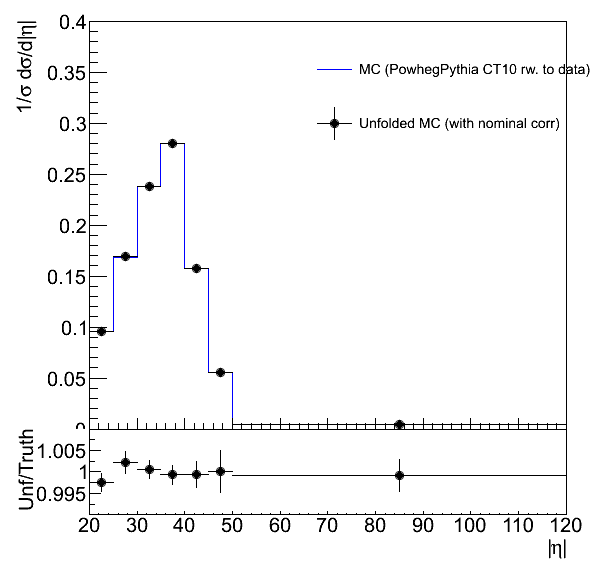 1/σ dσ/d|η|
0.4
0.35
0.3
0.25
0.2
0.15
0.1
0.05
0
MC (PowhegPythia CT10 rw. to data)
Unfolded MC (with nominal corr)
Unf/Truth
1.005
1
0.995
20 30 40 50 60 70 80 90 100 110 120
|η|